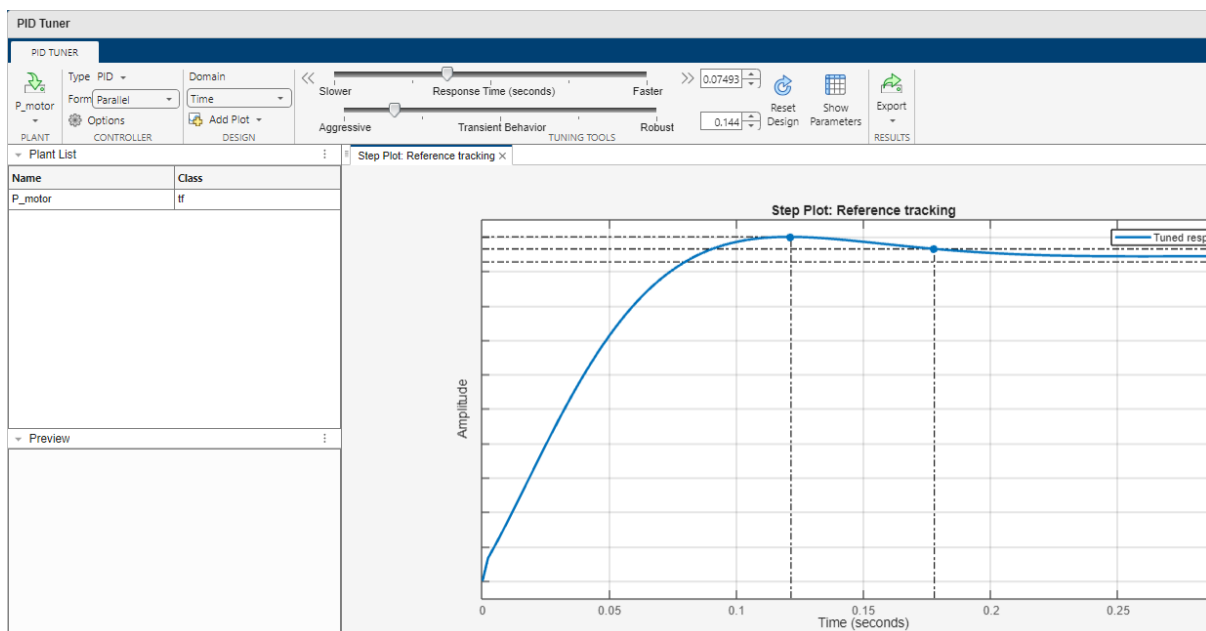 PID Tuner
PID TUNER
Type PID
Domain
P_motor
Form Parallel
Time
Options
Add Plot
Slower Response Time (seconds) Faster
0.07493
Aggressive Transient Behavior Robust
0.144
Reset Design
Show Parameters
Export
PLANT CONTROLLER DESIGN TUNING TOOLS RESULTS
Plant List
Name Class
P_motor tf
Preview
Step Plot: Reference tracking
Step Plot: Reference tracking
Tuned resp
Amplitude
0 0.05 0.1 0.15 0.2 0.25
Time (seconds)